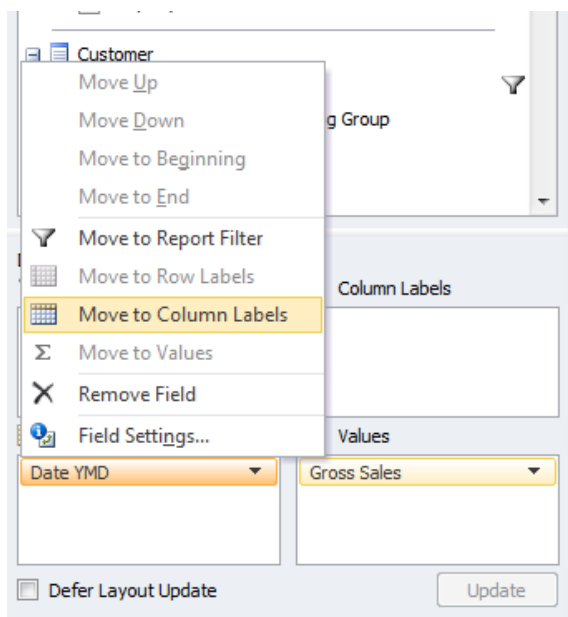 Customer
Move Up
Move Down
g Group
Move to Beginning
Move to End
Move to Report Filter
Move to Row Labels
Column Labels
Move to Column Labels
Σ Move to Values
Remove Field
Field Settings...
Values
Date YMD
Gross Sales
Defer Layout Update
Update